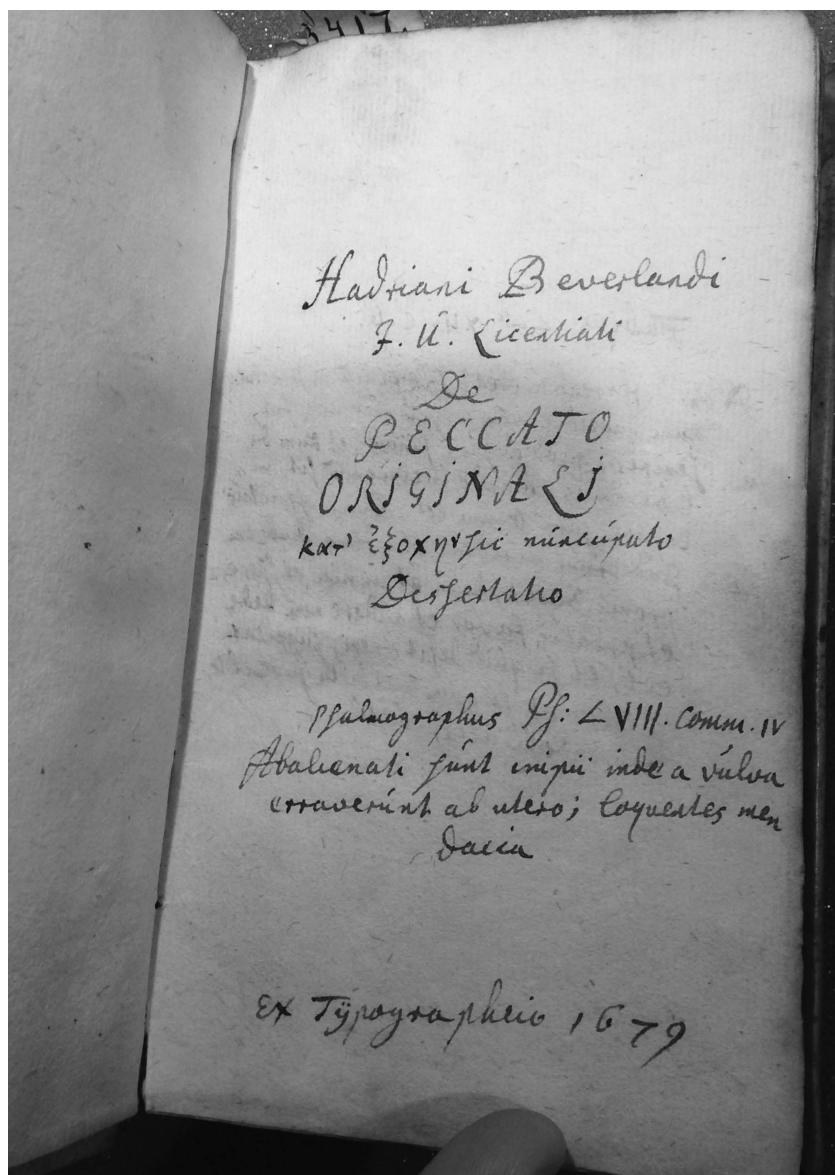 3417.
Hadriani Beverlandi
J. U. Licentiati
De
PECCATO
ORIGINALI
κατ' ἐξοχὴν sic nuncupato
Dissertatio
Psalmographus Ps: LVIII. comm. IV
Abalienati sunt impii inde a vulva
erraverunt ab utero; loquentes men
dacia
Ex Typographeio 1679